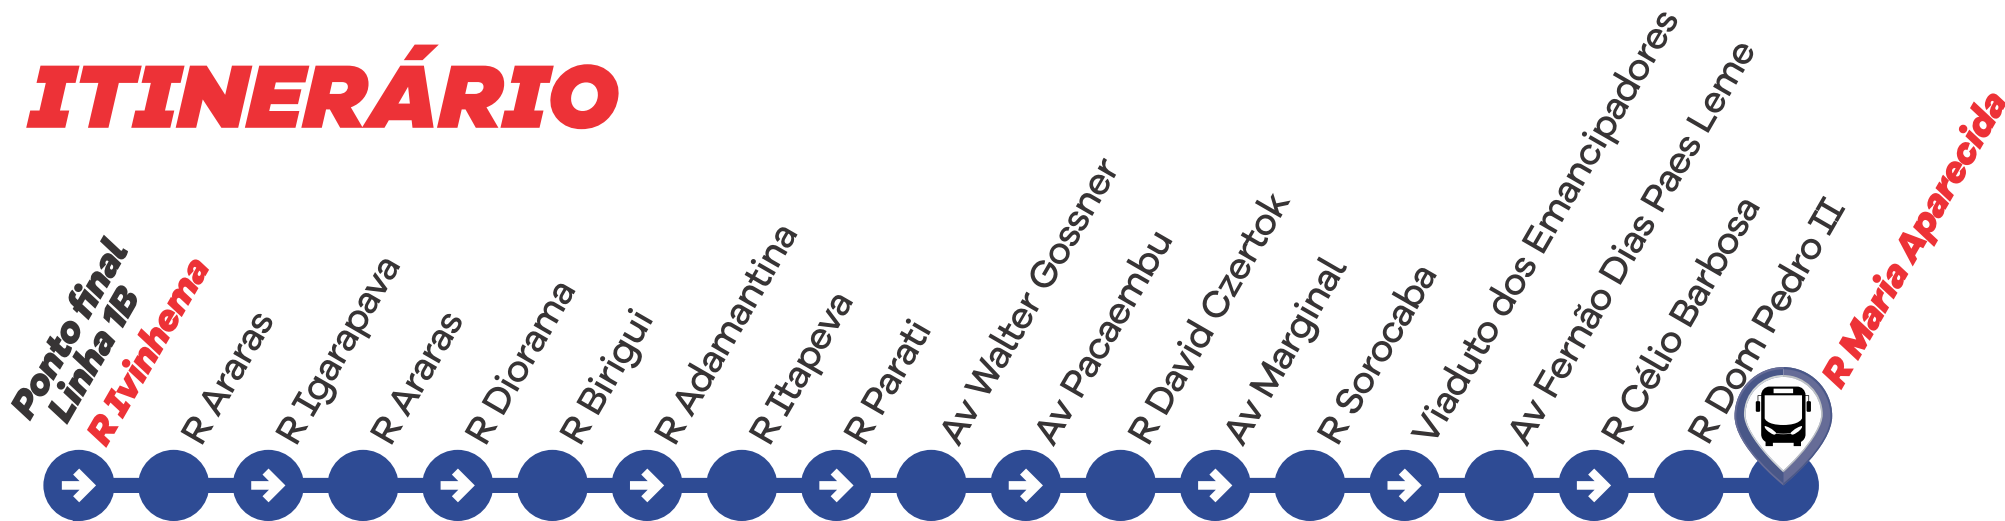 ITINERÁRIO
Ponto final
Linha 1B
R Ivinhema
R Araras
R Igarapava
R Araras
R Diorama
R Birigui
R Adamantina
R Itapeva
R Parati
Av Walter Gossner
Av Pacaembu
R David Czertok
Av Marginal
R Sorocaba
Viaduto dos Emancipadores
Av Fernão Dias Paes Leme
R Célio Barbosa
R Dom Pedro II
R Maria Aparecida